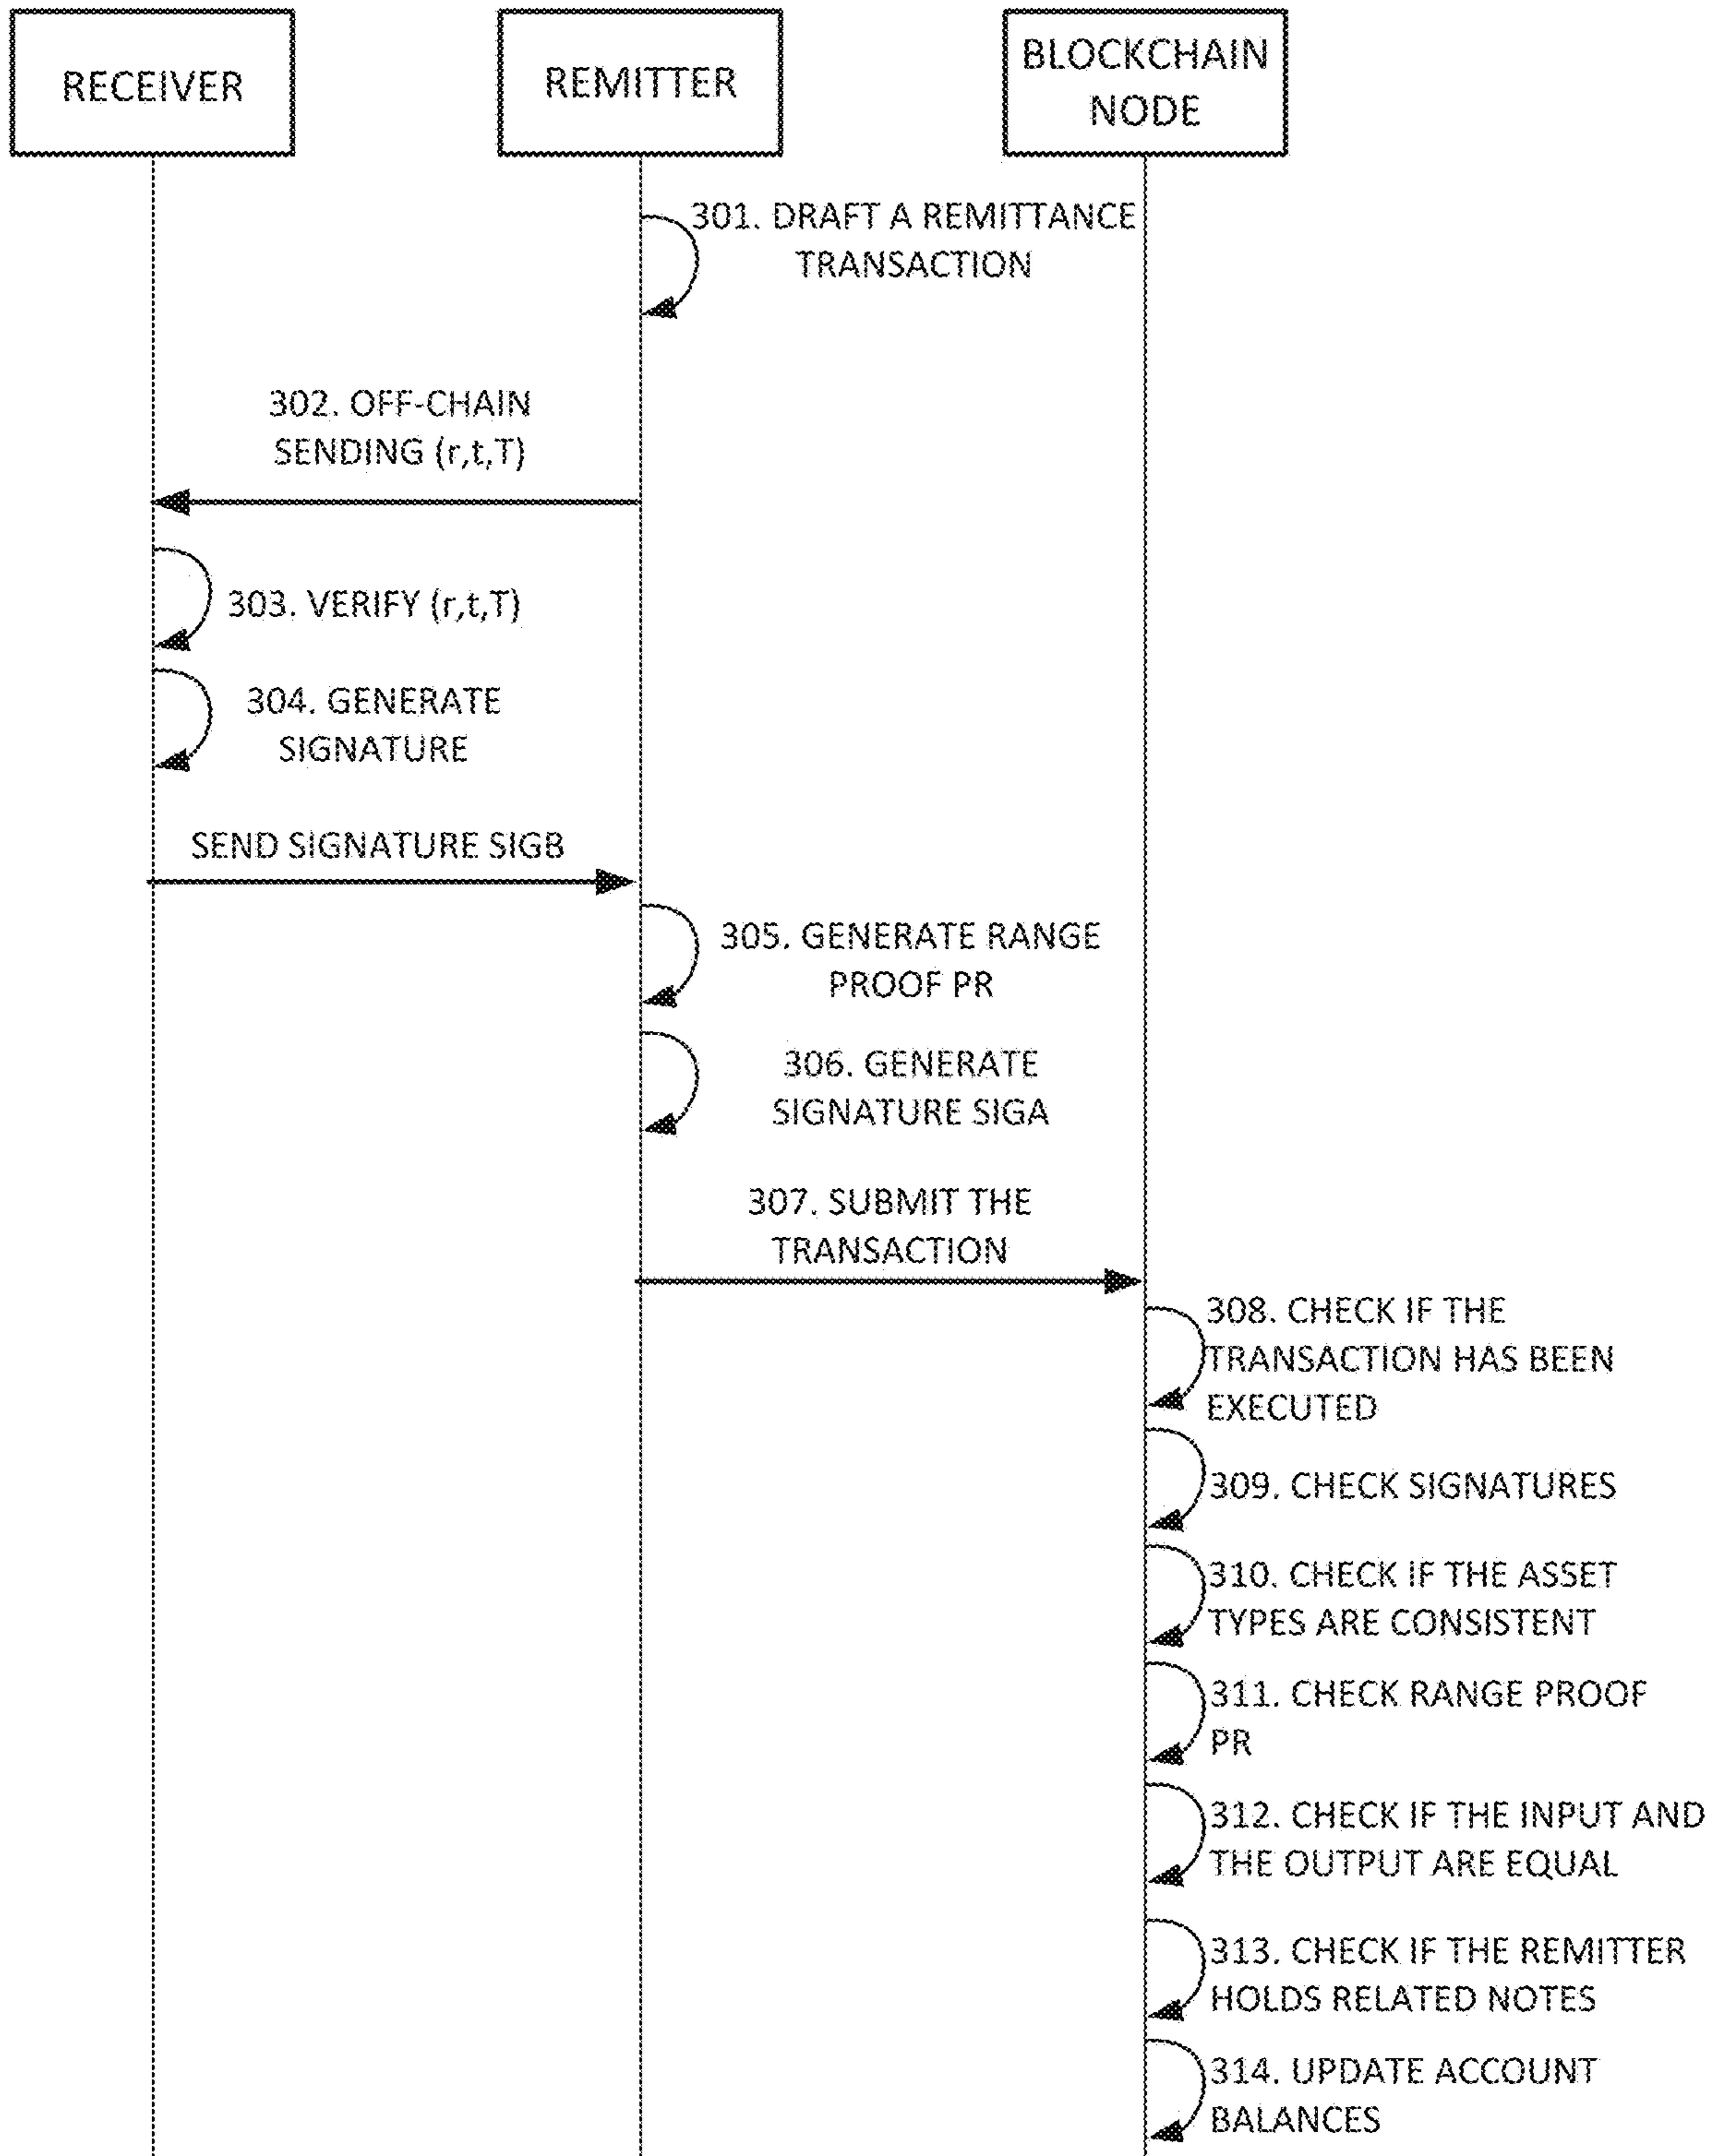 RECEIVER
REMITTER
BLOCKCHAIN
NODE
301. DRAFT A REMITTANCE
TRANSACTION
302. OFF-CHAIN
SENDING (r,t,T)
303. VERIFY (r,t,T)
304. GENERATE
SIGNATURE
SEND SIGNATURE SIGB
305. GENERATE RANGE
PROOF PR
306. GENERATE
SIGNATURE SIGA
307. SUBMIT THE
TRANSACTION
308. CHECK IF THE
TRANSACTION HAS BEEN
EXECUTED
309. CHECK SIGNATURES
310. CHECK IF THE ASSET
TYPES ARE CONSISTENT
311. CHECK RANGE PROOF
PR
312. CHECK IF THE INPUT AND
THE OUTPUT ARE EQUAL
313. CHECK IF THE REMITTER
HOLDS RELATED NOTES
314. UPDATE ACCOUNT
BALANCES